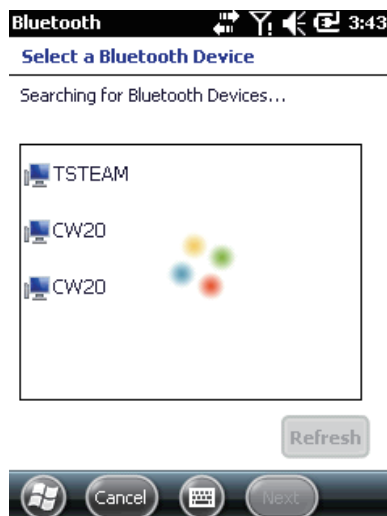 Bluetooth 3:43
Select a Bluetooth Device
Searching for Bluetooth Devices...
TSTEAM
CW20
CW20
Refresh
Cancel Next